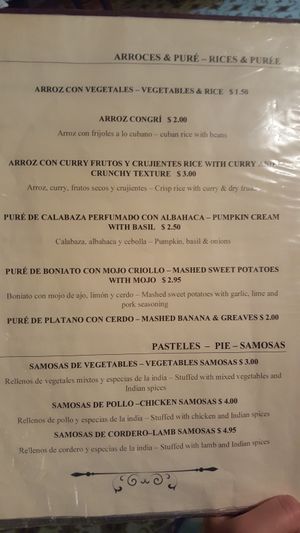 ARROCES & PURÉ – RICES & PURÉE
ARROZ CON VEGETALES – VEGETABLES & RICE $ 1.50
ARROZ CONGRÍ $ 2.00
Arroz con frijoles a lo cubano – cuban rice with beans
ARROZ CON CURRY FRUTOS Y CRUJIENTES RICE WITH CURRY AND
CRUNCHY TEXTURE $ 3.00
Arroz, curry, frutos secos y crujientes – Crisp rice with curry & dry
PURÉ DE CALABAZA PERFUMADO CON ALBAHACA – PUMPKIN CREAM
WITH BASIL $ 2.50
Calabaza, albahaca y cebolla – Pumpkin, basil & onions
PURÉ DE BONIATO CON MOJO CRIOLLO – MASHED SWEET POTATOES
WITH MOJO $ 2.95
Boniato con mojo de ajo, limón y cerdo – Mashed sweet potatoes with garlic, lime and
pork seasoning
PURÉ DE PLATANO CON CERDO – MASHED BANANA & GREAVES $ 2.00
PASTELES – PIE – SAMOSAS
SAMOSAS DE VEGETABLES – VEGETABLES SAMOSAS $ 3.00
Rellenos de vegetales mixtos y especias de la india – Stuffed with mixed vegetables and
Indian spices
SAMOSAS DE POLLO –CHICKEN SAMOSAS $ 4.00
Rellenos de pollo y especias de la india – Stuffed with chicken and Indian spices
SAMOSAS DE CORDERO–LAMB SAMOSAS $ 4.95
Rellenos de cordero y especias de la india – Stuffed with lamb and Indian spices